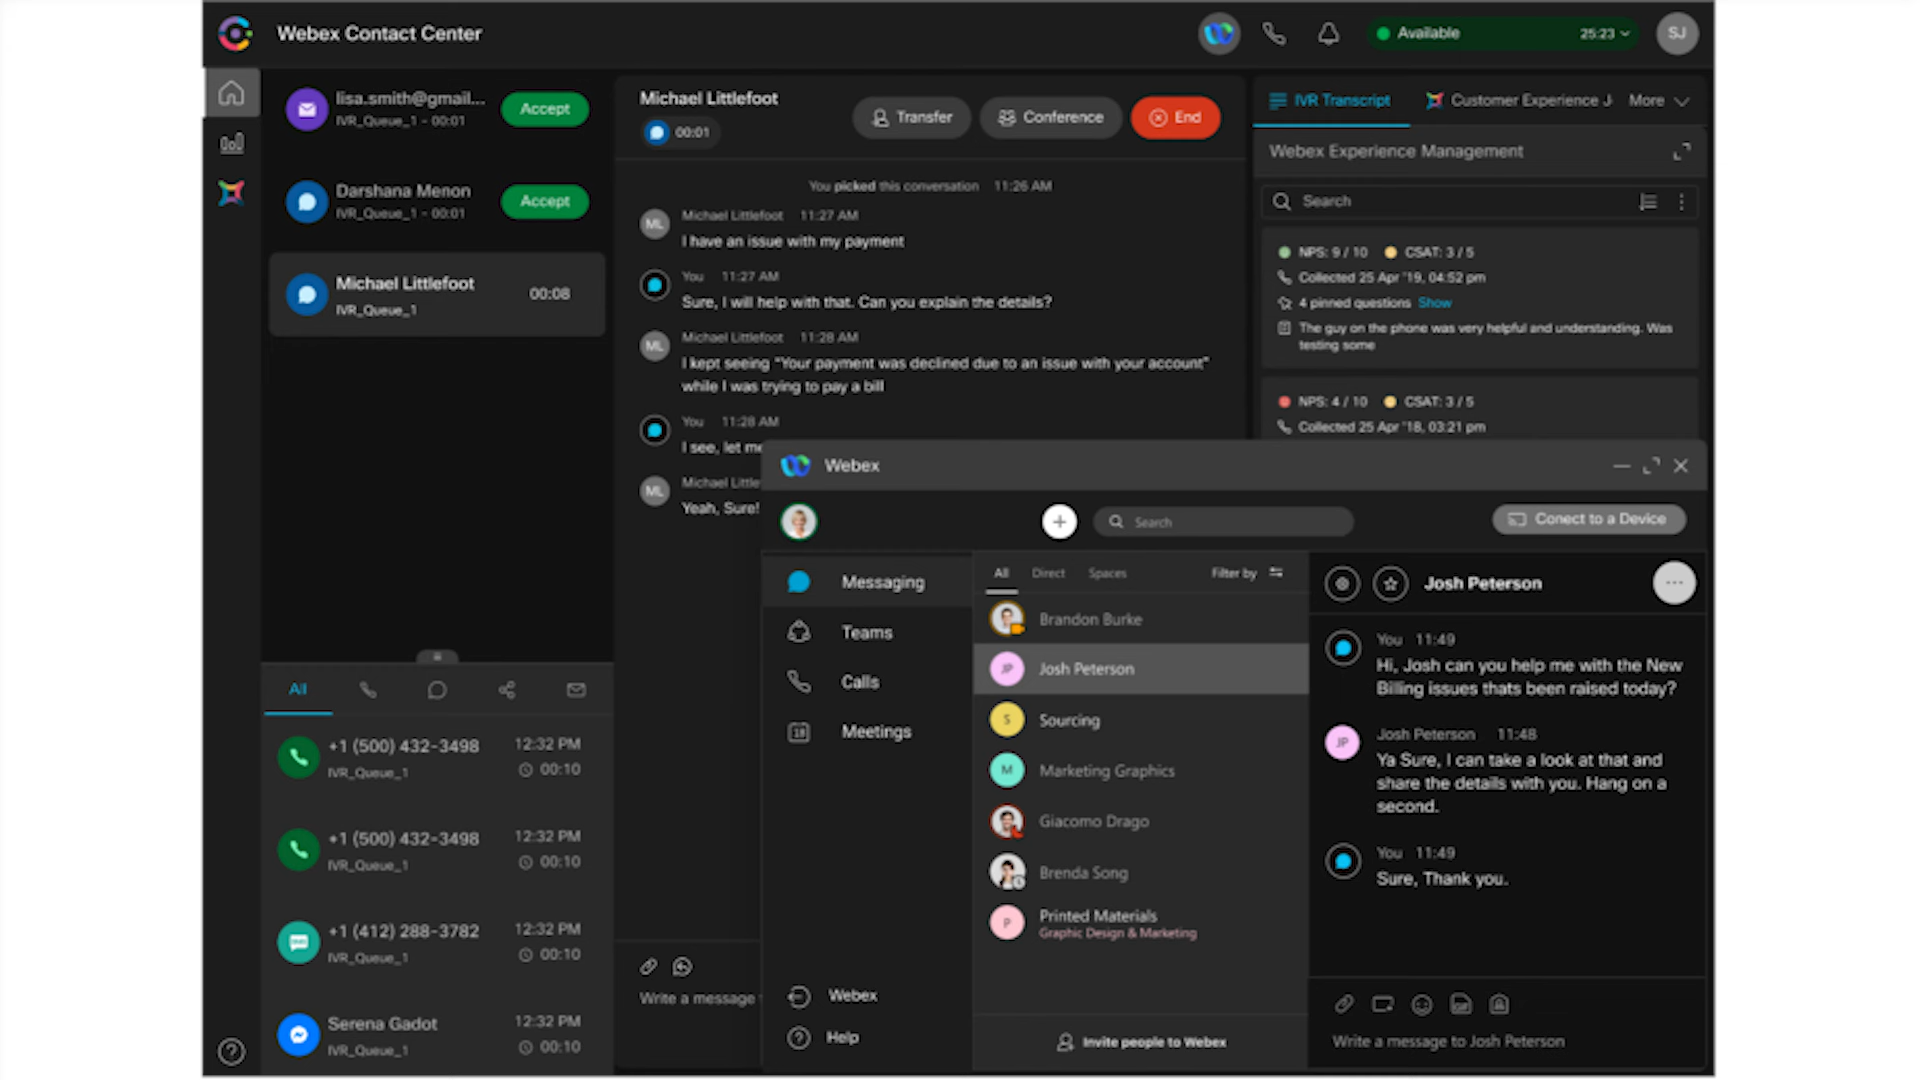 Webex Contact Center
Available 25:23
SJ
lisa.smith@gmail...
IVR_Queue_1 - 00:01
Accept
Darshana Menon
IVR_Queue_1 - 00:01
Accept
Michael Littlefoot
IVR_Queue_1
00:08
All
+1 (500) 432-3498 12:32 PM
IVR_Queue_1 00:10
+1 (500) 432-3498 12:32 PM
IVR_Queue_1 00:10
+1 (412) 288-3782 12:32 PM
IVR_Queue_1 00:10
Serena Gadot 12:32 PM
IVR_Queue_1 00:10
Michael Littlefoot
00:01
Transfer
Conference
End
You picked this conversation 11:26 AM
ML
Michael Littlefoot 11:27 AM
I have an issue with my payment
You 11:27 AM
Sure, I will help with that. Can you explain the details?
ML
Michael Littlefoot 11:28 AM
I kept seeing "Your payment was declined due to an issue with your account"
while I was trying to pay a bill
You 11:28 AM
I see, let me
ML
Michael Little
Yeah, Sure!
Write a message
IVR Transcript
Customer Experience J
More
Webex Experience Management
Search
NPS: 9 / 10 CSAT: 3 / 5
Collected 25 Apr '19, 04:52 pm
4 pinned questions Show
The guy on the phone was very helpful and understanding. Was
testing some
NPS: 4 / 10 CSAT: 3 / 5
Collected 25 Apr '18, 03:21 pm
Webex
Search
Conect to a Device
Messaging
Teams
Calls
18
Meetings
Webex
Help
All Direct Spaces Filter by
Brandon Burke
JP
Josh Peterson
S
Sourcing
M
Marketing Graphics
Giacomo Drago
Brenda Song
P
Printed Materials
Graphic Design & Marketing
Invite people to Webex
Josh Peterson
You 11:49
Hi, Josh can you help me with the New
Billing issues thats been raised today?
JP
Josh Peterson 11:48
Ya Sure, I can take a look at that and
share the details with you. Hang on a
second.
You 11:49
Sure, Thank you.
GIF
Write a message to Josh Peterson